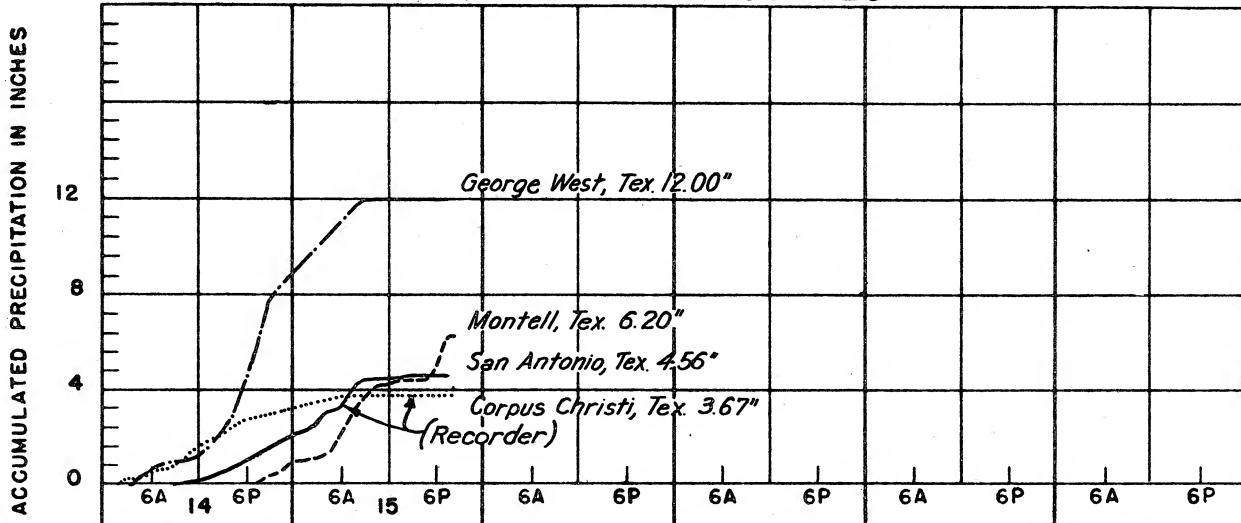 ACCUMULATED PRECIPITATION IN INCHES
12
8
4
0
George West, Tex. 12.00"
Montell, Tex. 6.20"
San Antonio, Tex. 4.56"
Corpus Christi, Tex. 3.67"
(Recorder)
6A 6P 6A 6P 6A 6P 6A 6P 6A 6P 6A 6P
14 15